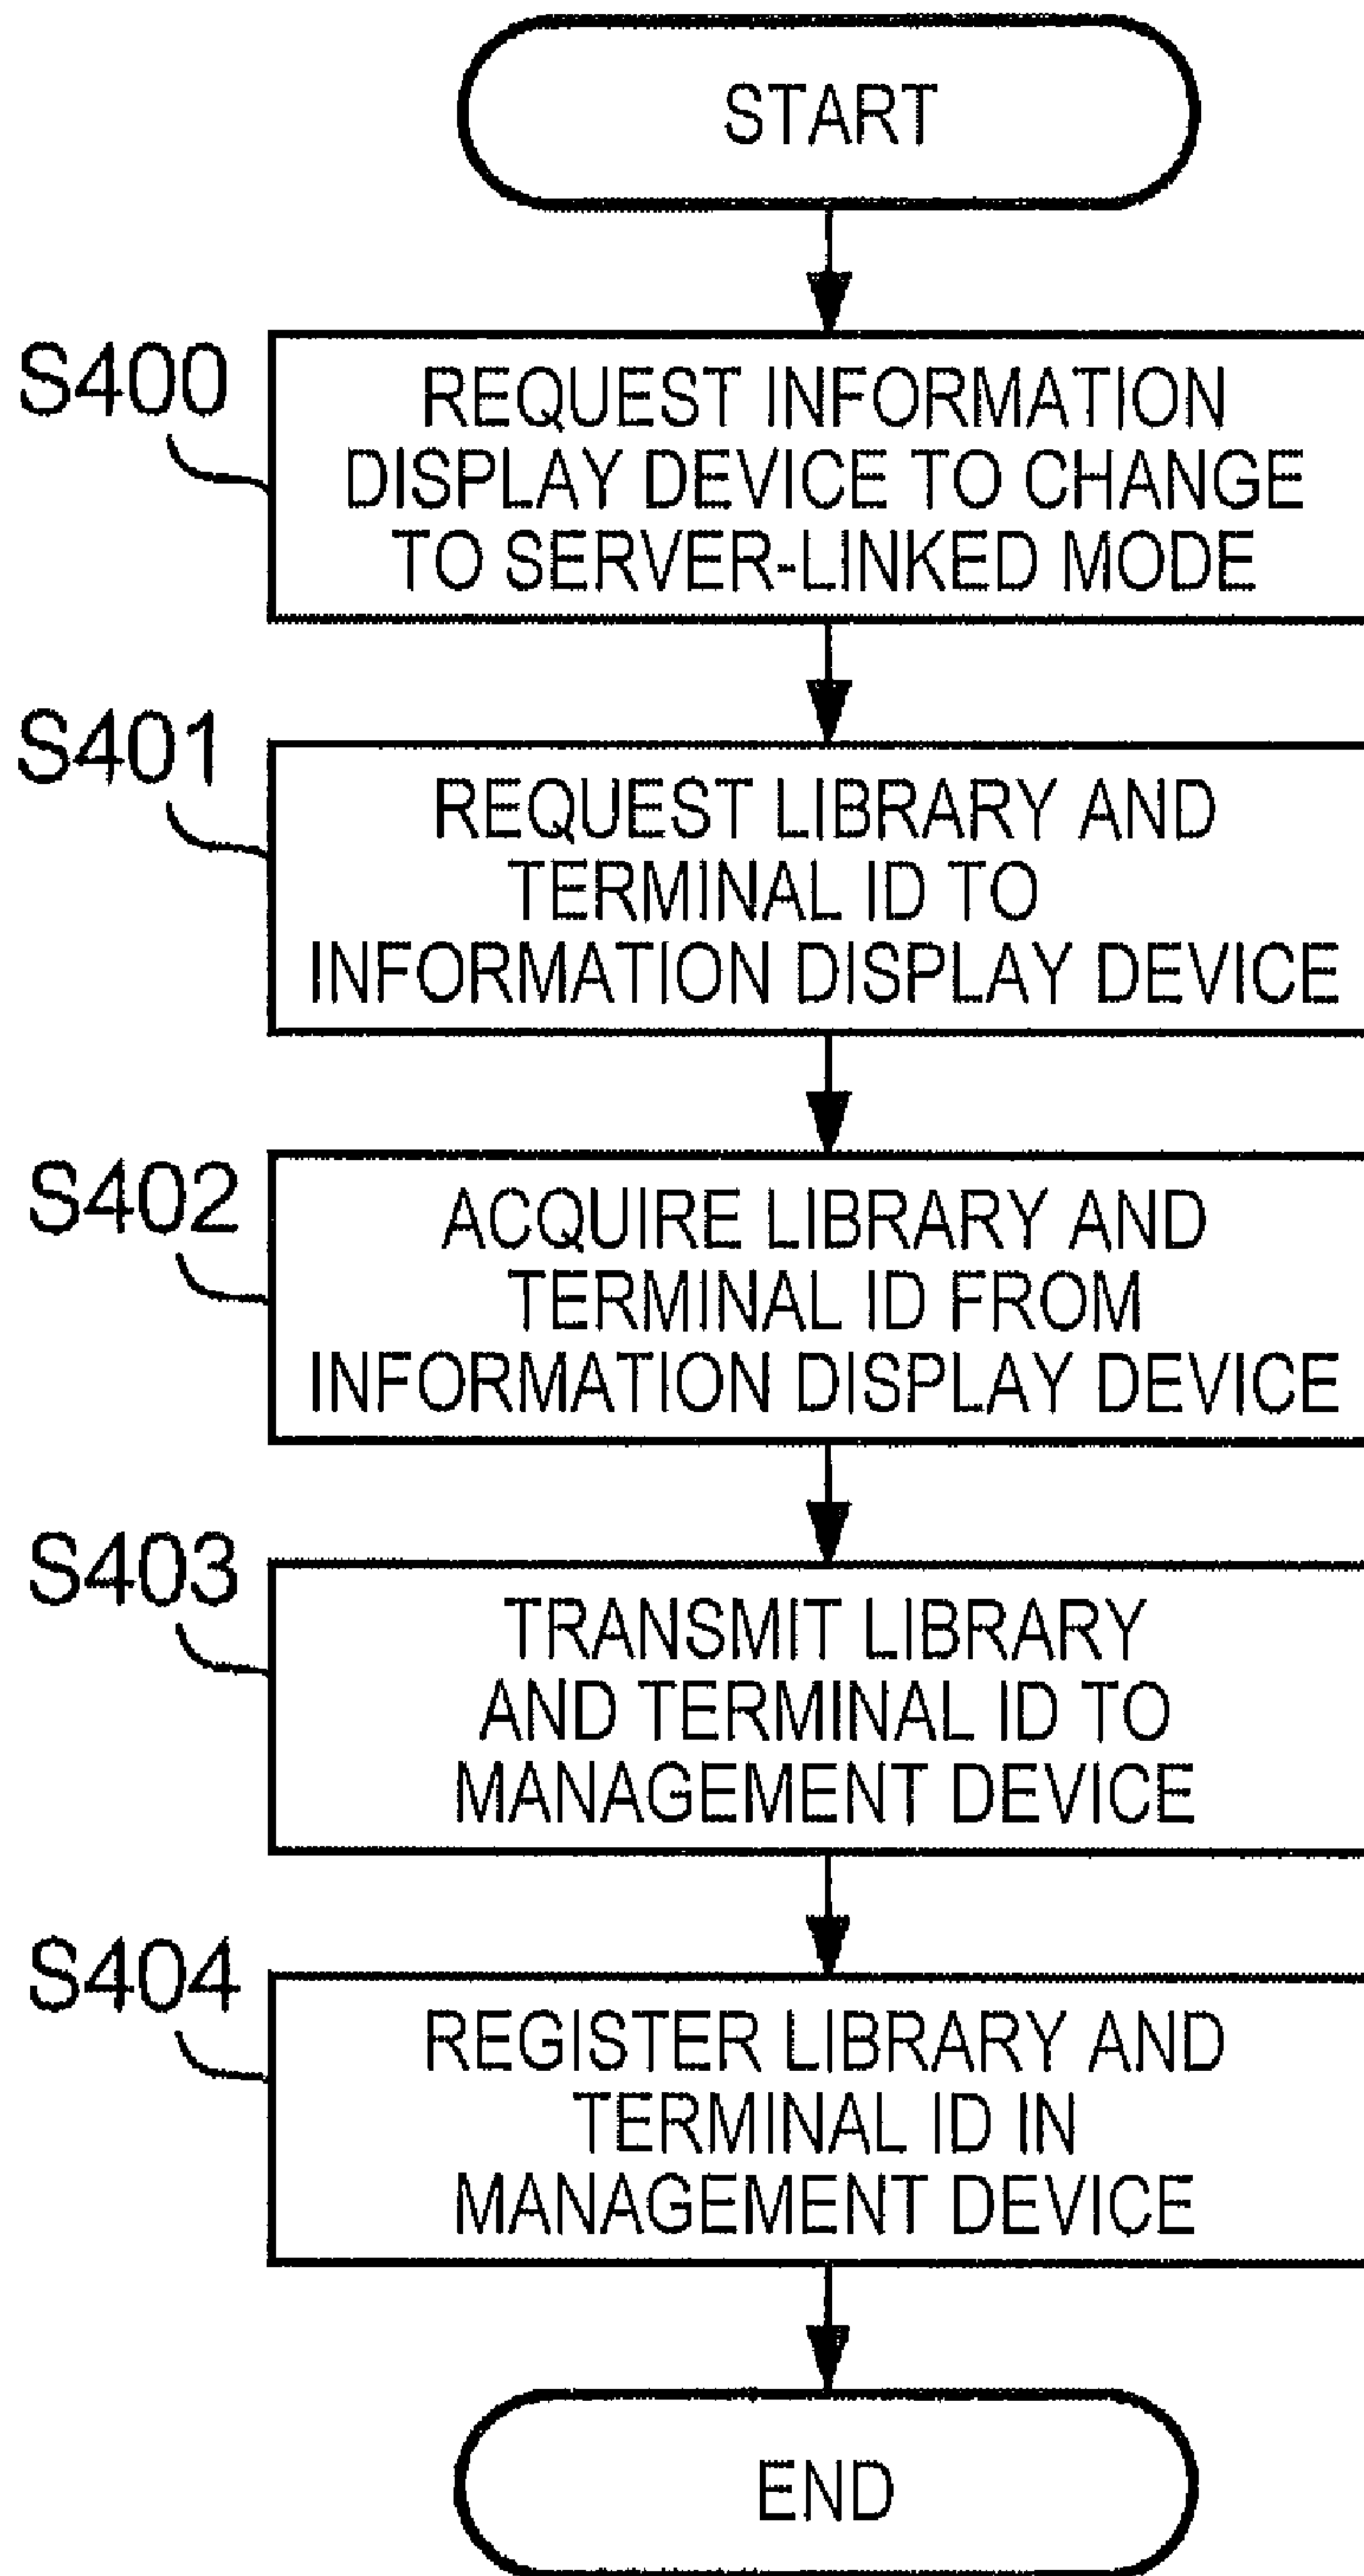 START
S400
REQUEST INFORMATION
DISPLAY DEVICE TO CHANGE
TO SERVER-LINKED MODE
S401
REQUEST LIBRARY AND
TERMINAL ID TO
INFORMATION DISPLAY DEVICE
S402
ACQUIRE LIBRARY AND
TERMINAL ID FROM
INFORMATION DISPLAY DEVICE
S403
TRANSMIT LIBRARY
AND TERMINAL ID TO
MANAGEMENT DEVICE
S404
REGISTER LIBRARY AND
TERMINAL ID IN
MANAGEMENT DEVICE
END